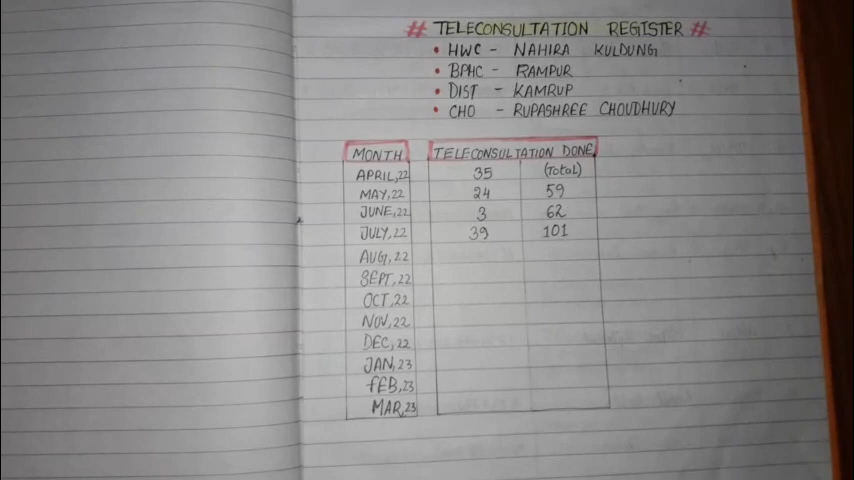 # TELECONSULTATION REGISTER #
• HWC - NAHIRA KULDUNG
• BPHC - RAMPUR
• DIST - KAMRUP
• CHO - RUPASHREE CHOUDHURY
MONTH TELECONSULTATION DONE
APRIL,22 35 (Total)
MAY,22 24 59
JUNE,22 3 62
JULY,22 39 101
AUG,22
SEPT,22
OCT,22
NOV,22
DEC,22
JAN,23
FEB,23
MAR,23